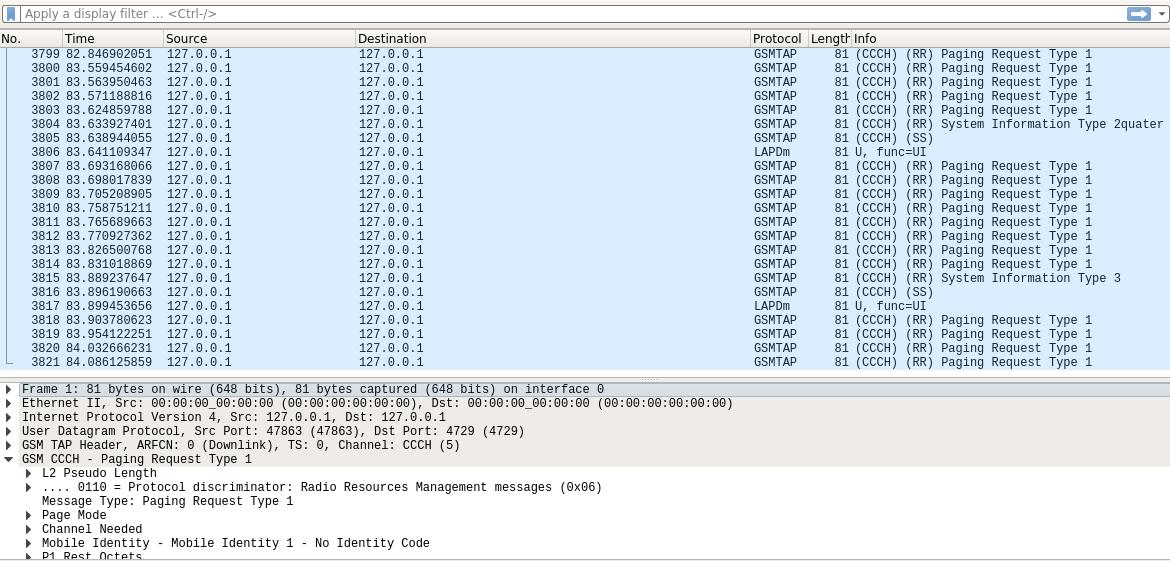 Apply a display filter ... <Ctrl-/>
No. Time Source Destination Protocol Length Info
3799 82.846902051 127.0.0.1 127.0.0.1 GSMTAP 81 (CCCH) (RR) Paging Request Type 1
3800 83.559454602 127.0.0.1 127.0.0.1 GSMTAP 81 (CCCH) (RR) Paging Request Type 1
3801 83.563950463 127.0.0.1 127.0.0.1 GSMTAP 81 (CCCH) (RR) Paging Request Type 1
3802 83.571188816 127.0.0.1 127.0.0.1 GSMTAP 81 (CCCH) (RR) Paging Request Type 1
3803 83.624859788 127.0.0.1 127.0.0.1 GSMTAP 81 (CCCH) (RR) Paging Request Type 1
3804 83.633927401 127.0.0.1 127.0.0.1 GSMTAP 81 (CCCH) (RR) System Information Type 2quater
3805 83.638944055 127.0.0.1 127.0.0.1 GSMTAP 81 (CCCH) (SS)
3806 83.641109347 127.0.0.1 127.0.0.1 LAPDm 81 U, func=UI
3807 83.693168066 127.0.0.1 127.0.0.1 GSMTAP 81 (CCCH) (RR) Paging Request Type 1
3808 83.698017839 127.0.0.1 127.0.0.1 GSMTAP 81 (CCCH) (RR) Paging Request Type 1
3809 83.705208905 127.0.0.1 127.0.0.1 GSMTAP 81 (CCCH) (RR) Paging Request Type 1
3810 83.758751211 127.0.0.1 127.0.0.1 GSMTAP 81 (CCCH) (RR) Paging Request Type 1
3811 83.765689663 127.0.0.1 127.0.0.1 GSMTAP 81 (CCCH) (RR) Paging Request Type 1
3812 83.770927362 127.0.0.1 127.0.0.1 GSMTAP 81 (CCCH) (RR) Paging Request Type 1
3813 83.826500768 127.0.0.1 127.0.0.1 GSMTAP 81 (CCCH) (RR) Paging Request Type 1
3814 83.831018869 127.0.0.1 127.0.0.1 GSMTAP 81 (CCCH) (RR) Paging Request Type 1
3815 83.889237647 127.0.0.1 127.0.0.1 GSMTAP 81 (CCCH) (RR) System Information Type 3
3816 83.896190663 127.0.0.1 127.0.0.1 GSMTAP 81 (CCCH) (SS)
3817 83.899453656 127.0.0.1 127.0.0.1 LAPDm 81 U, func=UI
3818 83.903780623 127.0.0.1 127.0.0.1 GSMTAP 81 (CCCH) (RR) Paging Request Type 1
3819 83.954122251 127.0.0.1 127.0.0.1 GSMTAP 81 (CCCH) (RR) Paging Request Type 1
3820 84.032666231 127.0.0.1 127.0.0.1 GSMTAP 81 (CCCH) (RR) Paging Request Type 1
3821 84.086125859 127.0.0.1 127.0.0.1 GSMTAP 81 (CCCH) (RR) Paging Request Type 1
Frame 1: 81 bytes on wire (648 bits), 81 bytes captured (648 bits) on interface 0
Ethernet II, Src: 00:00:00_00:00:00 (00:00:00:00:00:00), Dst: 00:00:00_00:00:00 (00:00:00:00:00:00)
Internet Protocol Version 4, Src: 127.0.0.1, Dst: 127.0.0.1
User Datagram Protocol, Src Port: 47863 (47863), Dst Port: 4729 (4729)
GSM TAP Header, ARFCN: 0 (Downlink), TS: 0, Channel: CCCH (5)
GSM CCCH - Paging Request Type 1
L2 Pseudo Length
.... 0110 = Protocol discriminator: Radio Resources Management messages (0x06)
Message Type: Paging Request Type 1
Page Mode
Channel Needed
Mobile Identity - Mobile Identity 1 - No Identity Code
P1 Rest Octets